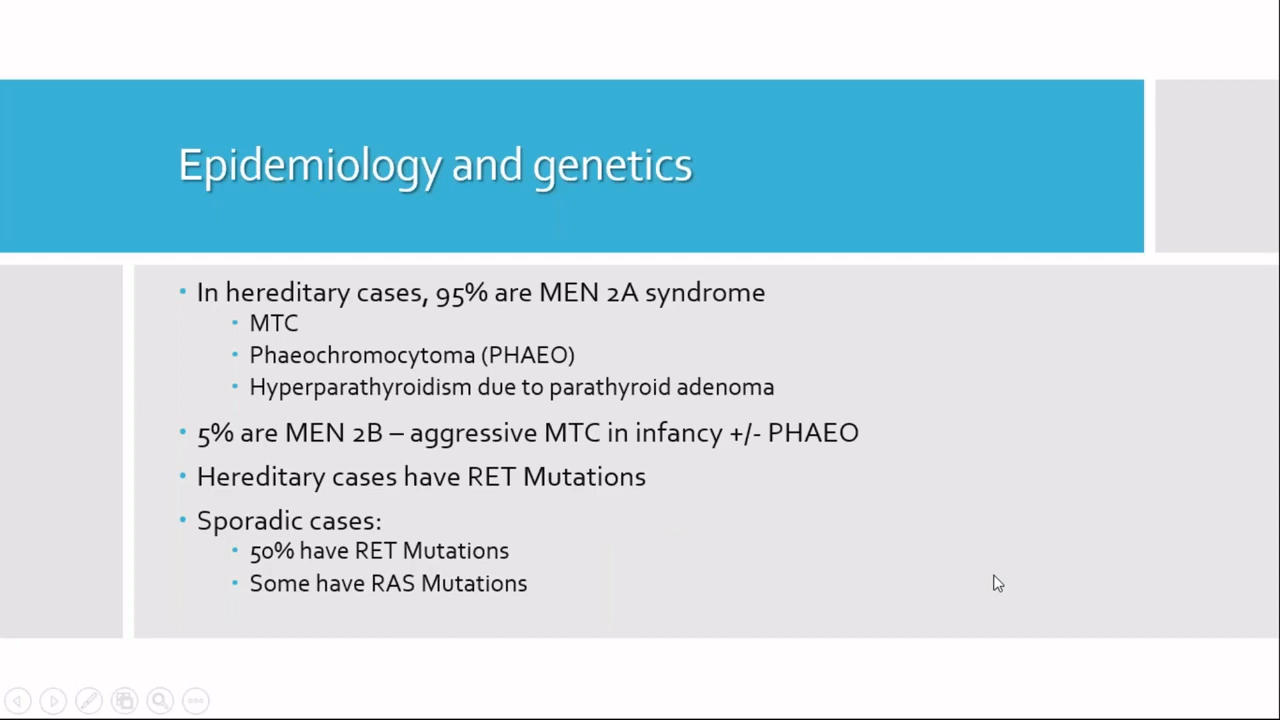 Epidemiology and genetics
• In hereditary cases, 95% are MEN 2A syndrome
• MTC
• Phaeochromocytoma (PHAEO)
• Hyperparathyroidism due to parathyroid adenoma
• 5% are MEN 2B – aggressive MTC in infancy +/- PHAEO
• Hereditary cases have RET Mutations
• Sporadic cases:
• 50% have RET Mutations
• Some have RAS Mutations